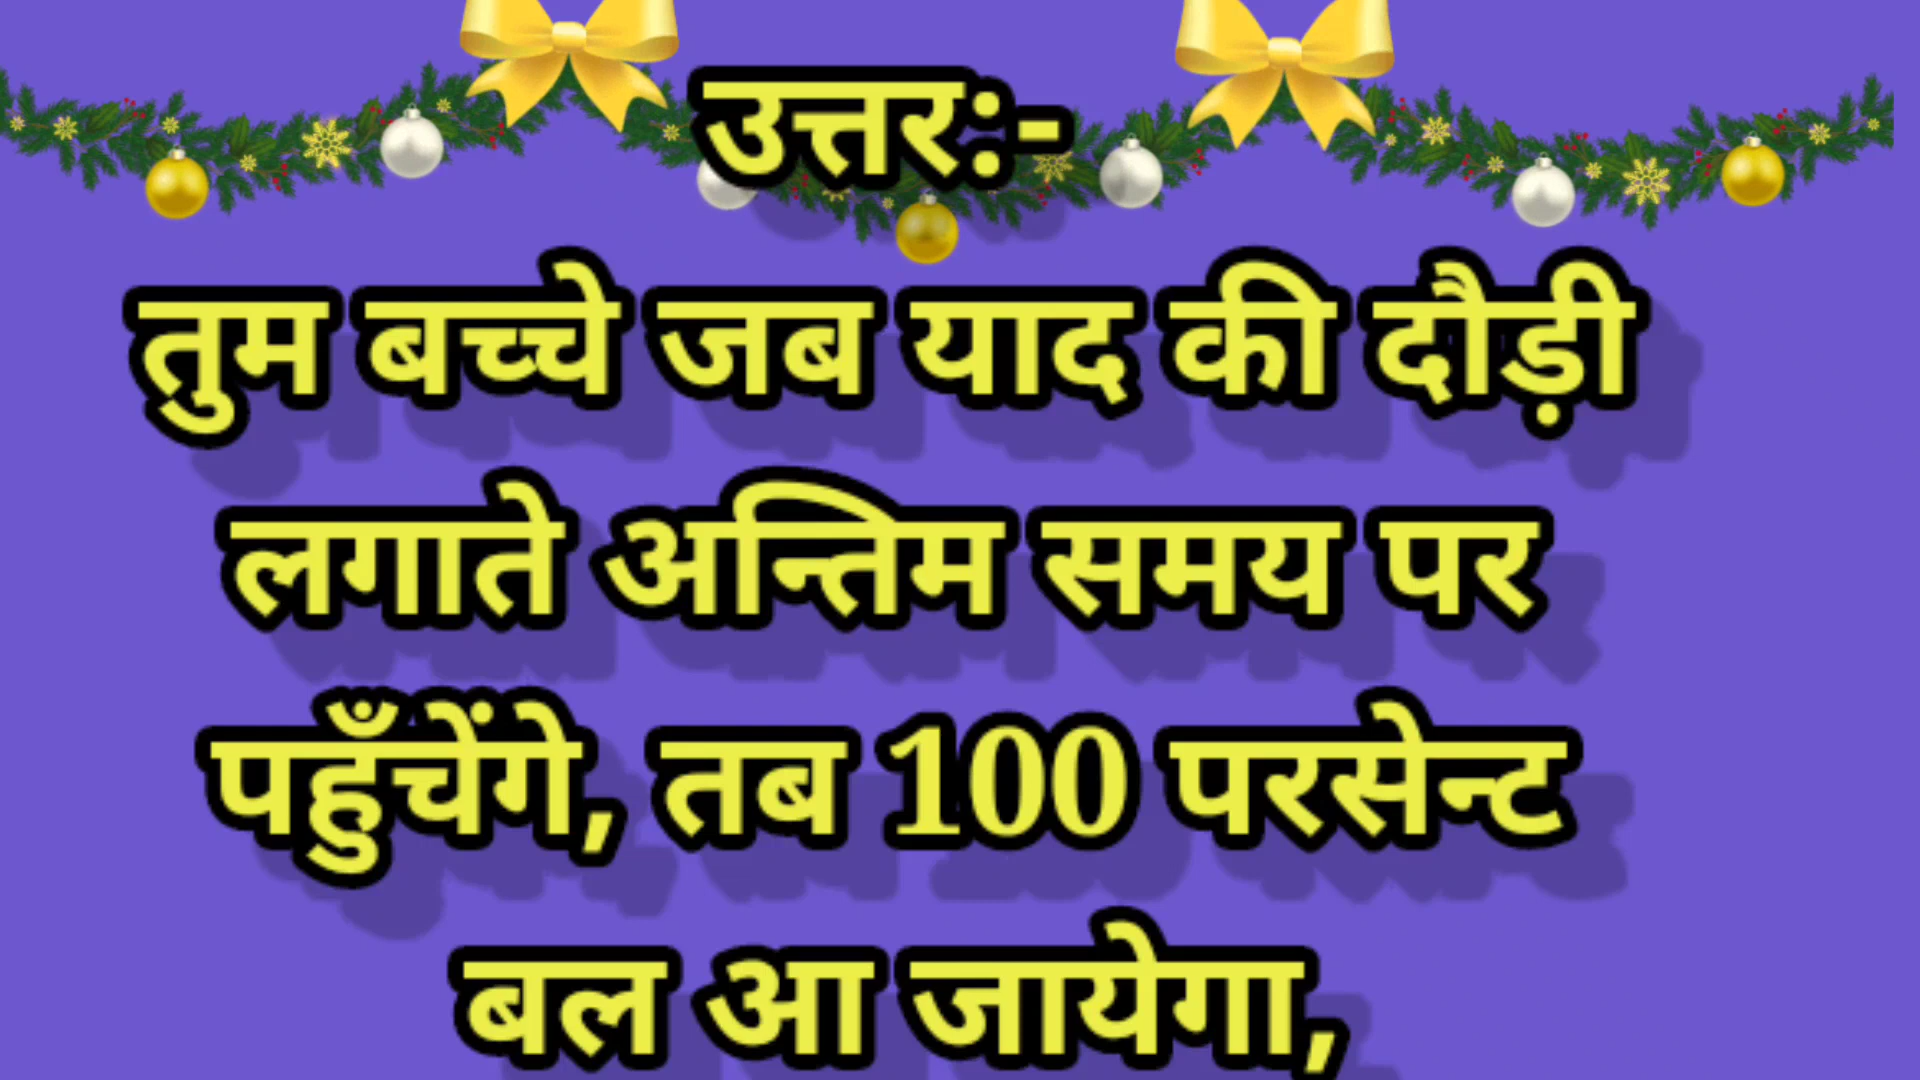 उत्तर:-
तुम बच्चे जब याद की दौड़ी
लगाते अन्तिम समय पर
पहुँचेंगे, तब 100 परसेन्ट
बल आ जायेगा,